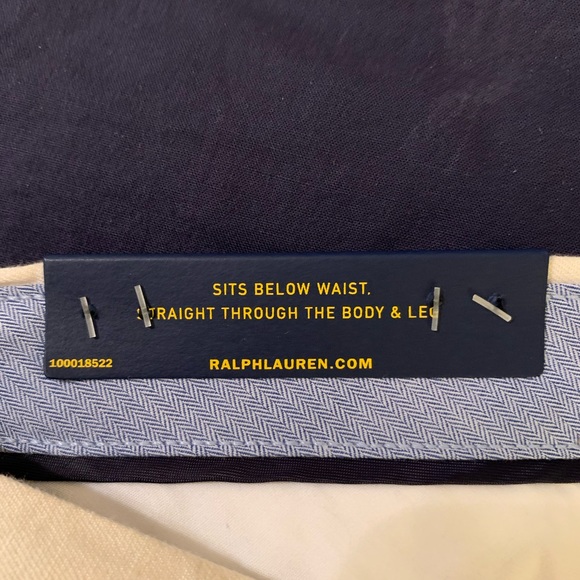 SITS BELOW WAIST.
STRAIGHT THROUGH THE BODY & LEG
100018522
RALPHLAUREN.COM